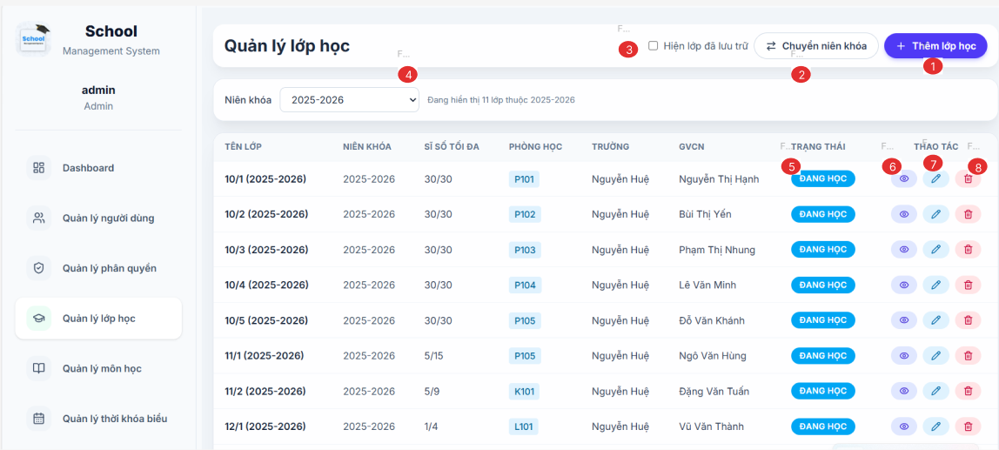 School
Management System
School
admin
Admin
Dashboard
Quản lý người dùng
Quản lý phân quyền
Quản lý lớp học
Quản lý môn học
Quản lý thời khóa biểu
Quản lý lớp học
F...
3
Hiện lớp đã lưu trữ
Chuyển niên khóa
+ Thêm lớp học
F...
4
F...
2
1
Niên khóa
2025-2026
Đang hiển thị 11 lớp thuộc 2025-2026
TÊN LỚP NIÊN KHÓA SĨ SỐ TỐI ĐA PHÒNG HỌC TRƯỜNG GVCN TRẠNG THÁI THAO TÁC
F... F... F... F...
5 6 7 8
10/1 (2025-2026) 2025-2026 30/30 P101 Nguyễn Huệ Nguyễn Thị Hạnh ĐANG HỌC
10/2 (2025-2026) 2025-2026 30/30 P102 Nguyễn Huệ Bùi Thị Yến ĐANG HỌC
10/3 (2025-2026) 2025-2026 30/30 P103 Nguyễn Huệ Phạm Thị Nhung ĐANG HỌC
10/4 (2025-2026) 2025-2026 30/30 P104 Nguyễn Huệ Lê Văn Minh ĐANG HỌC
10/5 (2025-2026) 2025-2026 30/30 P105 Nguyễn Huệ Đỗ Văn Khánh ĐANG HỌC
11/1 (2025-2026) 2025-2026 5/15 P105 Nguyễn Huệ Ngô Văn Hùng ĐANG HỌC
11/2 (2025-2026) 2025-2026 5/9 K101 Nguyễn Huệ Đặng Văn Tuấn ĐANG HỌC
12/1 (2025-2026) 2025-2026 1/4 L101 Nguyễn Huệ Vũ Văn Thành ĐANG HỌC